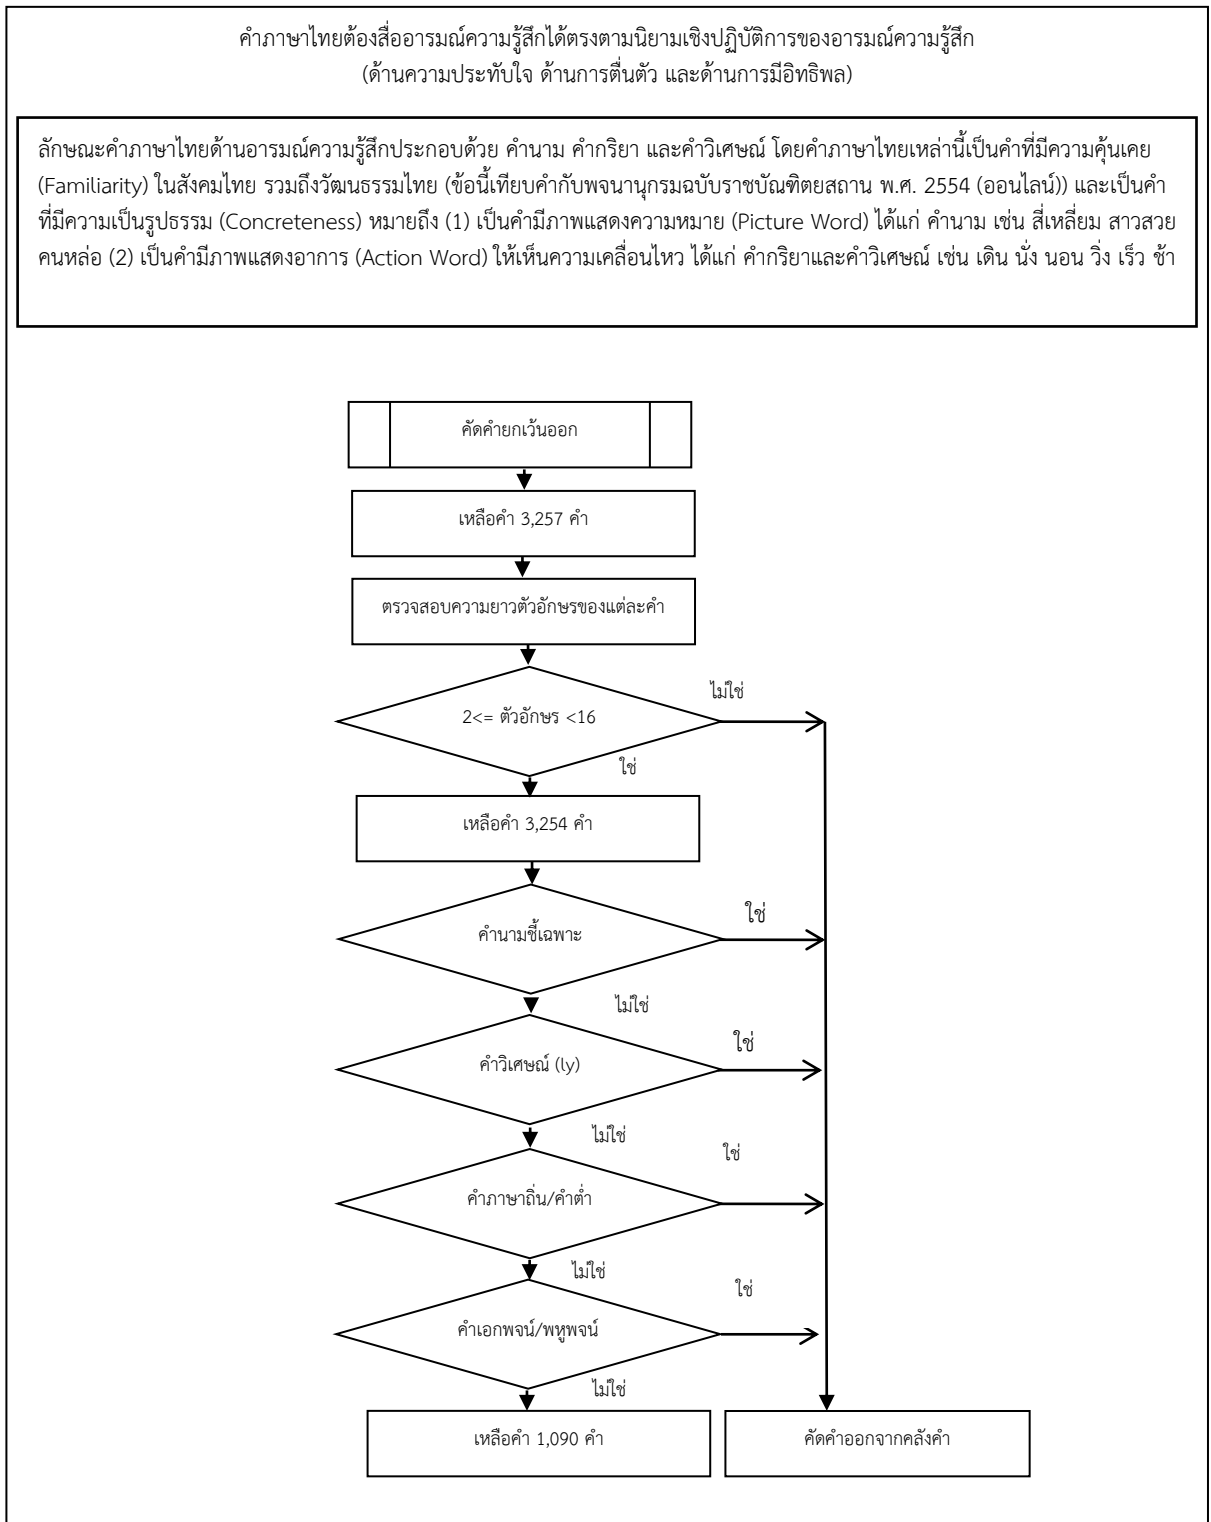 คำภาษาไทยต้องสื่ออารมณ์ความรู้สึกได้ตรงตามนิยามเชิงปฏิบัติการของอารมณ์ความรู้สึก
(ด้านความประทับใจ ด้านการตื่นตัว และด้านการมีอิทธิพล)
ลักษณะคำภาษาไทยด้านอารมณ์ความรู้สึกประกอบด้วย คำนาม คำกริยา และคำวิเศษณ์ โดยคำภาษาไทยเหล่านี้เป็นคำที่มีความคุ้นเคย
(Familiarity) ในสังคมไทย รวมถึงวัฒนธรรมไทย (ข้อนี้เทียบคำกับพจนานุกรมฉบับราชบัณฑิตยสถาน พ.ศ. 2554 (ออนไลน์)) และเป็นคำ
ที่มีความเป็นรูปธรรม (Concreteness) หมายถึง (1) เป็นคำมีภาพแสดงความหมาย (Picture Word) ได้แก่ คำนาม เช่น สี่เหลี่ยม สาวสวย
คนหล่อ (2) เป็นคำมีภาพแสดงอาการ (Action Word) ให้เห็นความเคลื่อนไหว ได้แก่ คำกริยาและคำวิเศษณ์ เช่น เดิน นั่ง นอน วิ่ง เร็ว ช้า
คัดคำยกเว้นออก
เหลือคำ 3,257 คำ
ตรวจสอบความยาวตัวอักษรของแต่ละคำ
ไม่ใช่
2<= ตัวอักษร <16
ใช่
เหลือคำ 3,254 คำ
ใช่
คำนามชี้เฉพาะ
ไม่ใช่
ใช่
คำวิเศษณ์ (ly)
ไม่ใช่
ใช่
คำภาษาถิ่น/คำต่ำ
ไม่ใช่
ใช่
คำเอกพจน์/พหูพจน์
ไม่ใช่
เหลือคำ 1,090 คำ
คัดคำออกจากคลังคำ